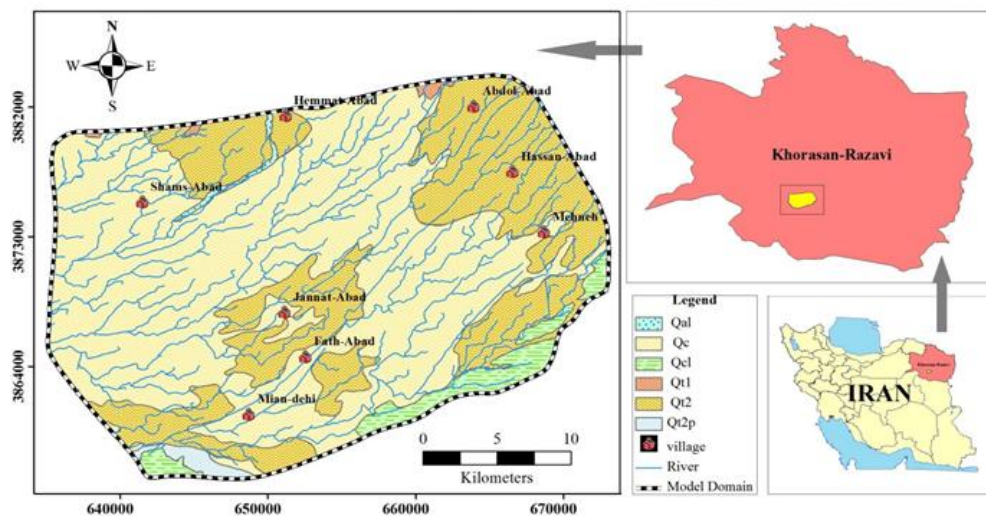 N
W
E
S
Hemmat-Abad
Abdol-Abad
Hassan-Abad
Shams-Abad
Mehneh
Jannat-Abad
Fath-Abad
Mian-dehi
3882000
3873000
3864000
0 5 10
Kilometers
640000 650000 660000 670000
Khorasan-Razavi
Legend
Qal
Qc
Qcl
Qt1
Qt2
Qt2p
village
River
Model Domain
Khorasan-Razavi
IRAN